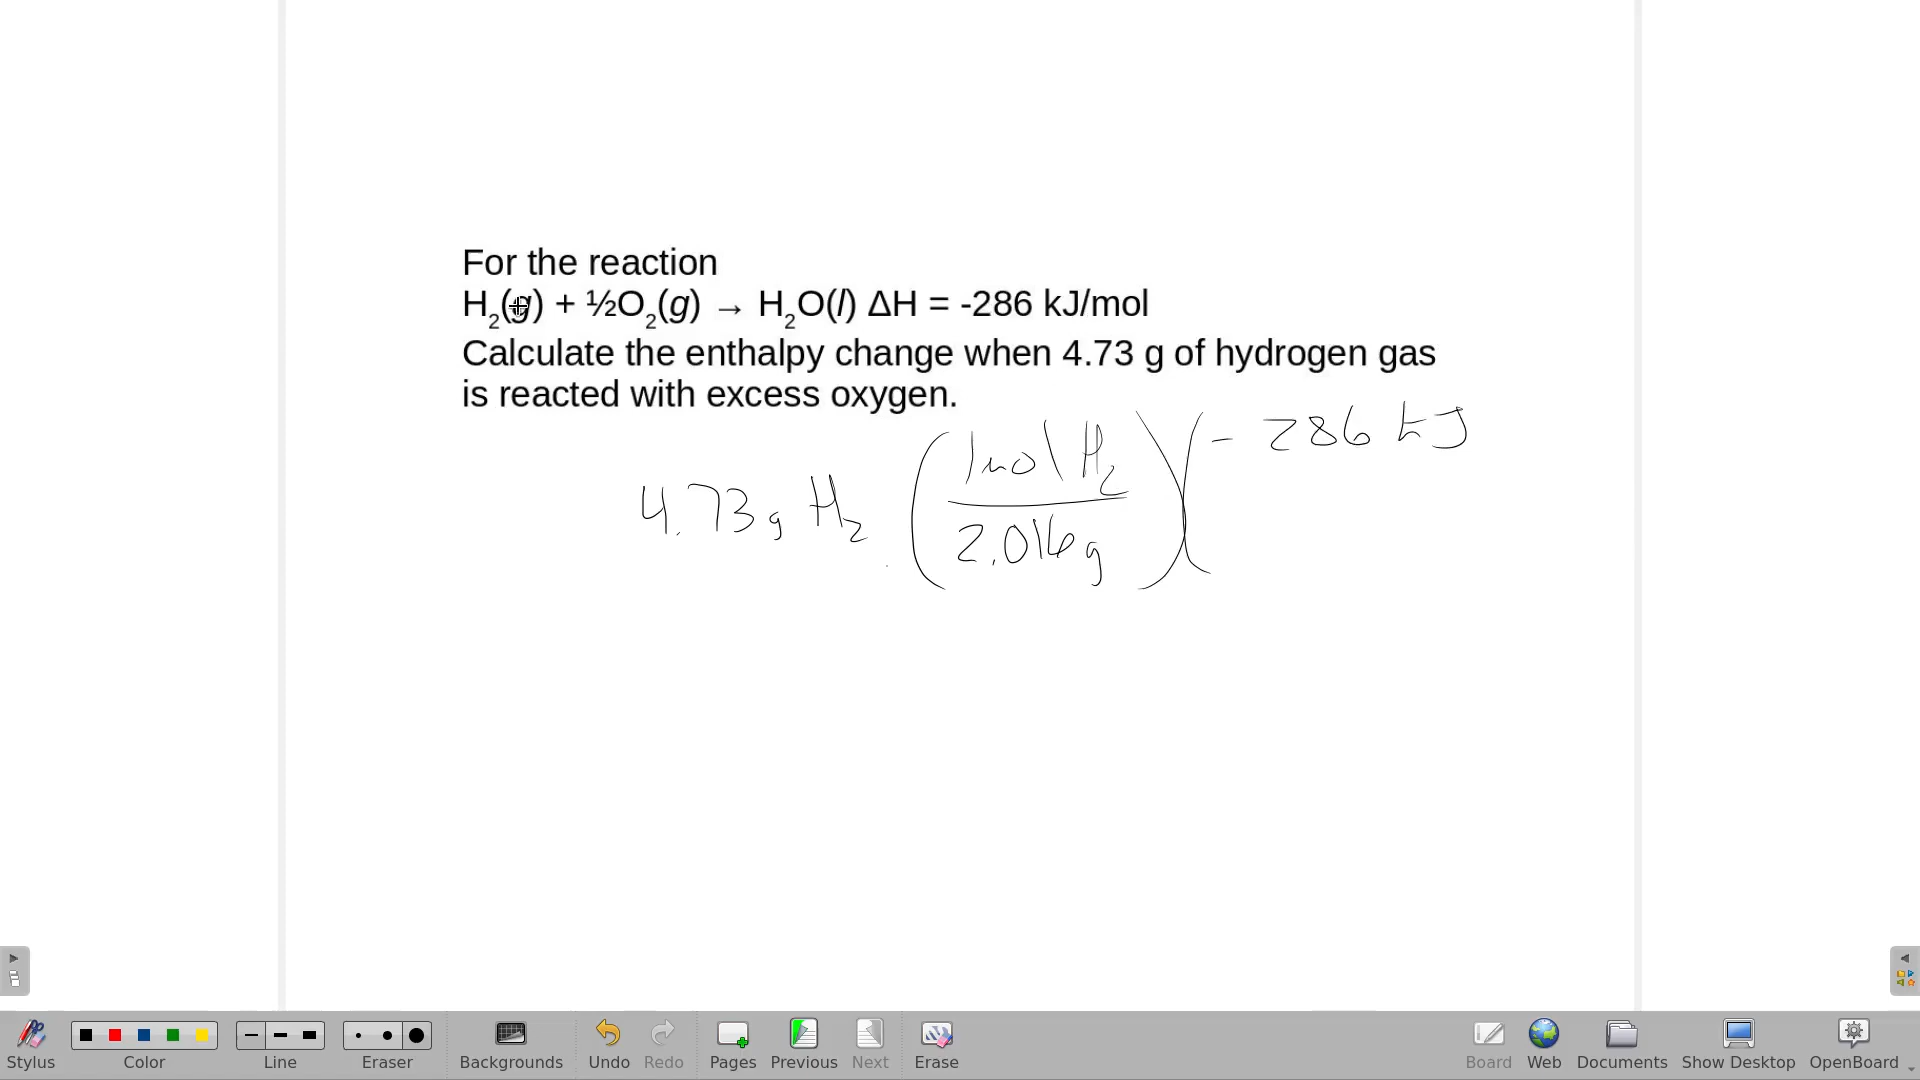 For the reaction
H₂(g) + ½O₂(g) → H₂O(l) ΔH = -286 kJ/mol
Calculate the enthalpy change when 4.73 g of hydrogen gas
is reacted with excess oxygen.
4.73 g H₂ (1 mol H₂ / 2.016 g)( - 286 kJ
Stylus Color Line Eraser Backgrounds Undo Redo Pages Previous Next Erase Board Web Documents Show Desktop OpenBoard